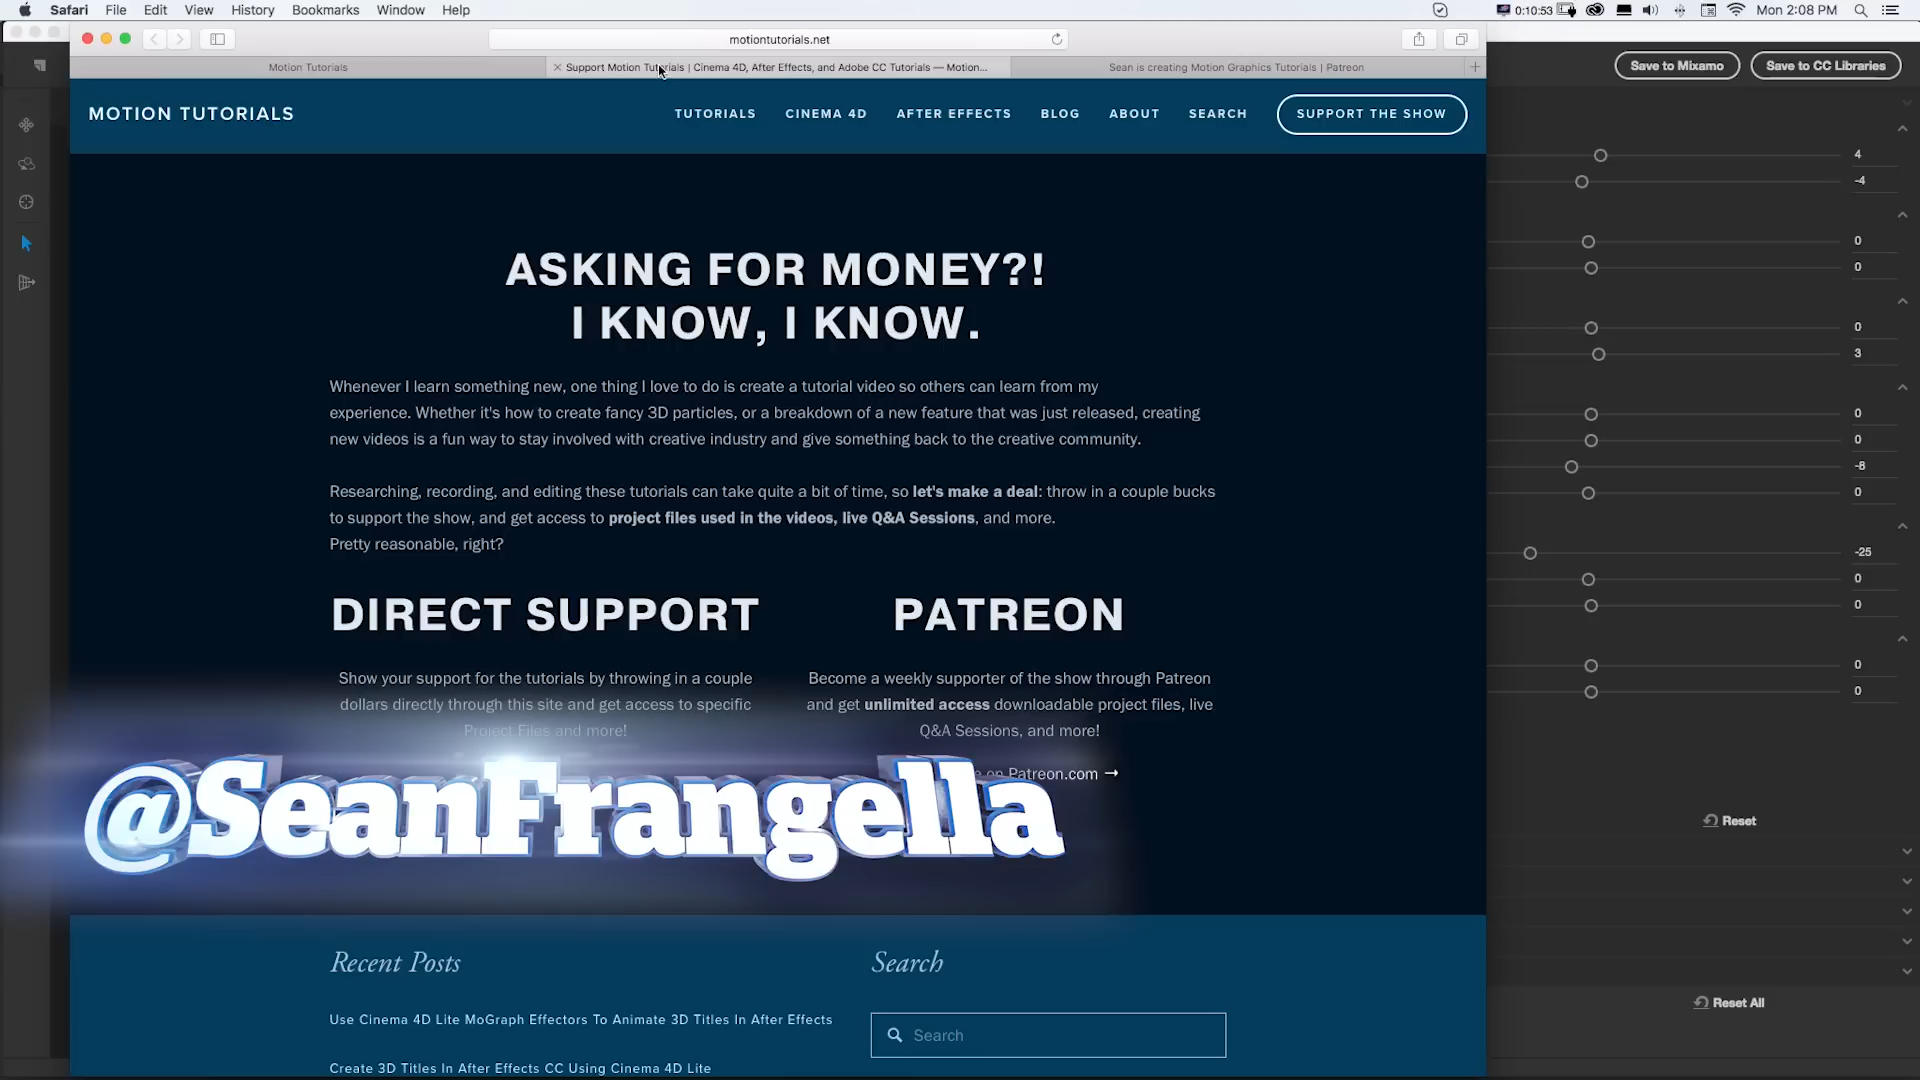 Safari File Edit View History Bookmarks Window Help
0:10:53
Mon 2:08 PM
motiontutorials.net
Motion Tutorials
Support Motion Tutorials | Cinema 4D, After Effects, and Adobe CC Tutorials — Motion...
Sean is creating Motion Graphics Tutorials | Patreon
Save to Mixamo
Save to CC Libraries
MOTION TUTORIALS
TUTORIALS CINEMA 4D AFTER EFFECTS BLOG ABOUT SEARCH SUPPORT THE SHOW
ASKING FOR MONEY?!
I KNOW, I KNOW.
Whenever I learn something new, one thing I love to do is create a tutorial video so others can learn from my
experience. Whether it's how to create fancy 3D particles, or a breakdown of a new feature that was just released, creating
new videos is a fun way to stay involved with creative industry and give something back to the creative community.
Researching, recording, and editing these tutorials can take quite a bit of time, so let's make a deal: throw in a couple bucks
to support the show, and get access to project files used in the videos, live Q&A Sessions, and more.
Pretty reasonable, right?
DIRECT SUPPORT
Show your support for the tutorials by throwing in a couple
dollars directly through this site and get access to specific
Project Files and more!
PATREON
Become a weekly supporter of the show through Patreon
and get unlimited access downloadable project files, live
Q&A Sessions, and more!
on Patreon.com →
@SeanFrangella
Recent Posts
Use Cinema 4D Lite MoGraph Effectors To Animate 3D Titles In After Effects
Create 3D Titles In After Effects CC Using Cinema 4D Lite
Search
Search
4
-4
0
0
0
3
0
0
-8
0
-25
0
0
0
0
Reset
Reset All